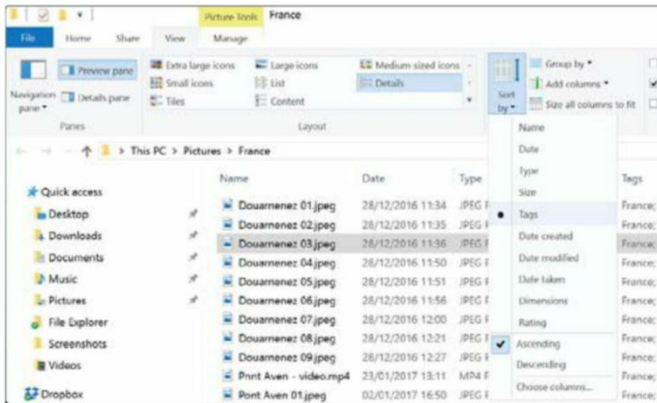 Picture Tools France
File Home Share View Manage
Navigation pane
Preview pane
Details pane
Panes
Extra large icons Large icons Medium sized icons
Small icons List Details
Tiles Content
Layout
Sort by
Group by
Add columns
Size all columns to fit
Name
Date
Type
Size
Tags
Date created
Date modified
Date taken
Dimensions
Rating
Ascending
Descending
Choose columns...
This PC > Pictures > France
Quick access
Desktop
Downloads
Documents
Music
Pictures
File Explorer
Screenshots
Videos
Dropbox
Name Date Type Tags
Douarnenez 01.jpeg 28/12/2016 11:34 JPEG F France;
Douarnenez 02.jpeg 28/12/2016 11:35 JPEG F France;
Douarnenez 03.jpeg 28/12/2016 11:36 JPEG F France;
Douarnenez 04.jpeg 28/12/2016 11:50 JPEG F France;
Douarnenez 05.jpeg 28/12/2016 11:51 JPEG F France;
Douarnenez 06.jpeg 28/12/2016 11:56 JPEG F France;
Douarnenez 07.jpeg 28/12/2016 12:00 JPEG F France;
Douarnenez 08.jpeg 28/12/2016 12:21 JPEG F France;
Douarnenez 09.jpeg 28/12/2016 12:27 JPEG F France;
Pont Aven - video.mp4 23/01/2017 13:11 MP4 F France;
Pont Aven 01.jpeg 02/01/2017 16:50 JPEG F France;